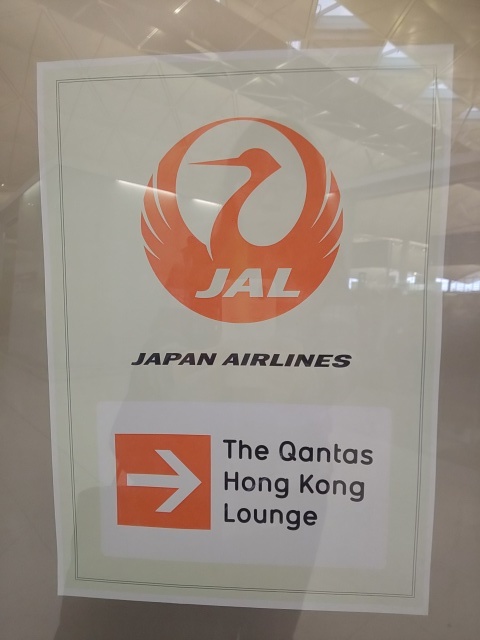 JAL
JAPAN AIRLINES
The Qantas
Hong Kong
Lounge